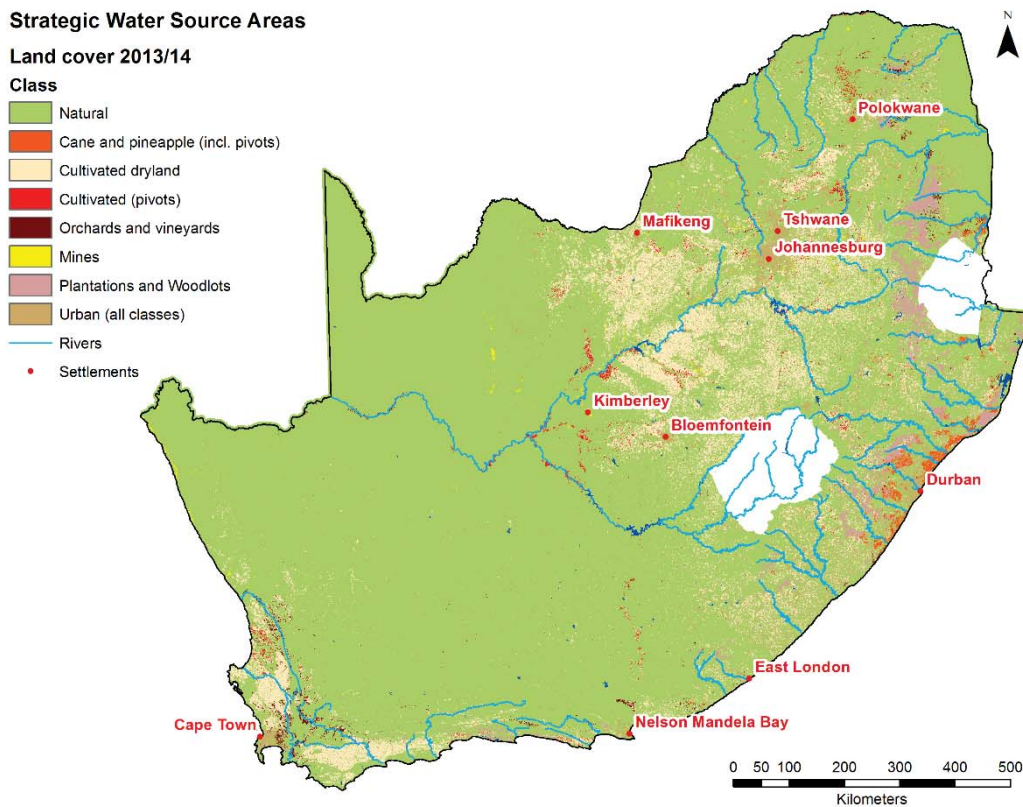 Strategic Water Source Areas
Land cover 2013/14
Class
Natural
Cane and pineapple (incl. pivots)
Cultivated dryland
Cultivated (pivots)
Orchards and vineyards
Mines
Plantations and Woodlots
Urban (all classes)
Rivers
Settlements
N
Polokwane
Mafikeng
Tshwane
Johannesburg
Kimberley
Bloemfontein
Durban
East London
Cape Town
Nelson Mandela Bay
0 50 100 200 300 400 500
Kilometers